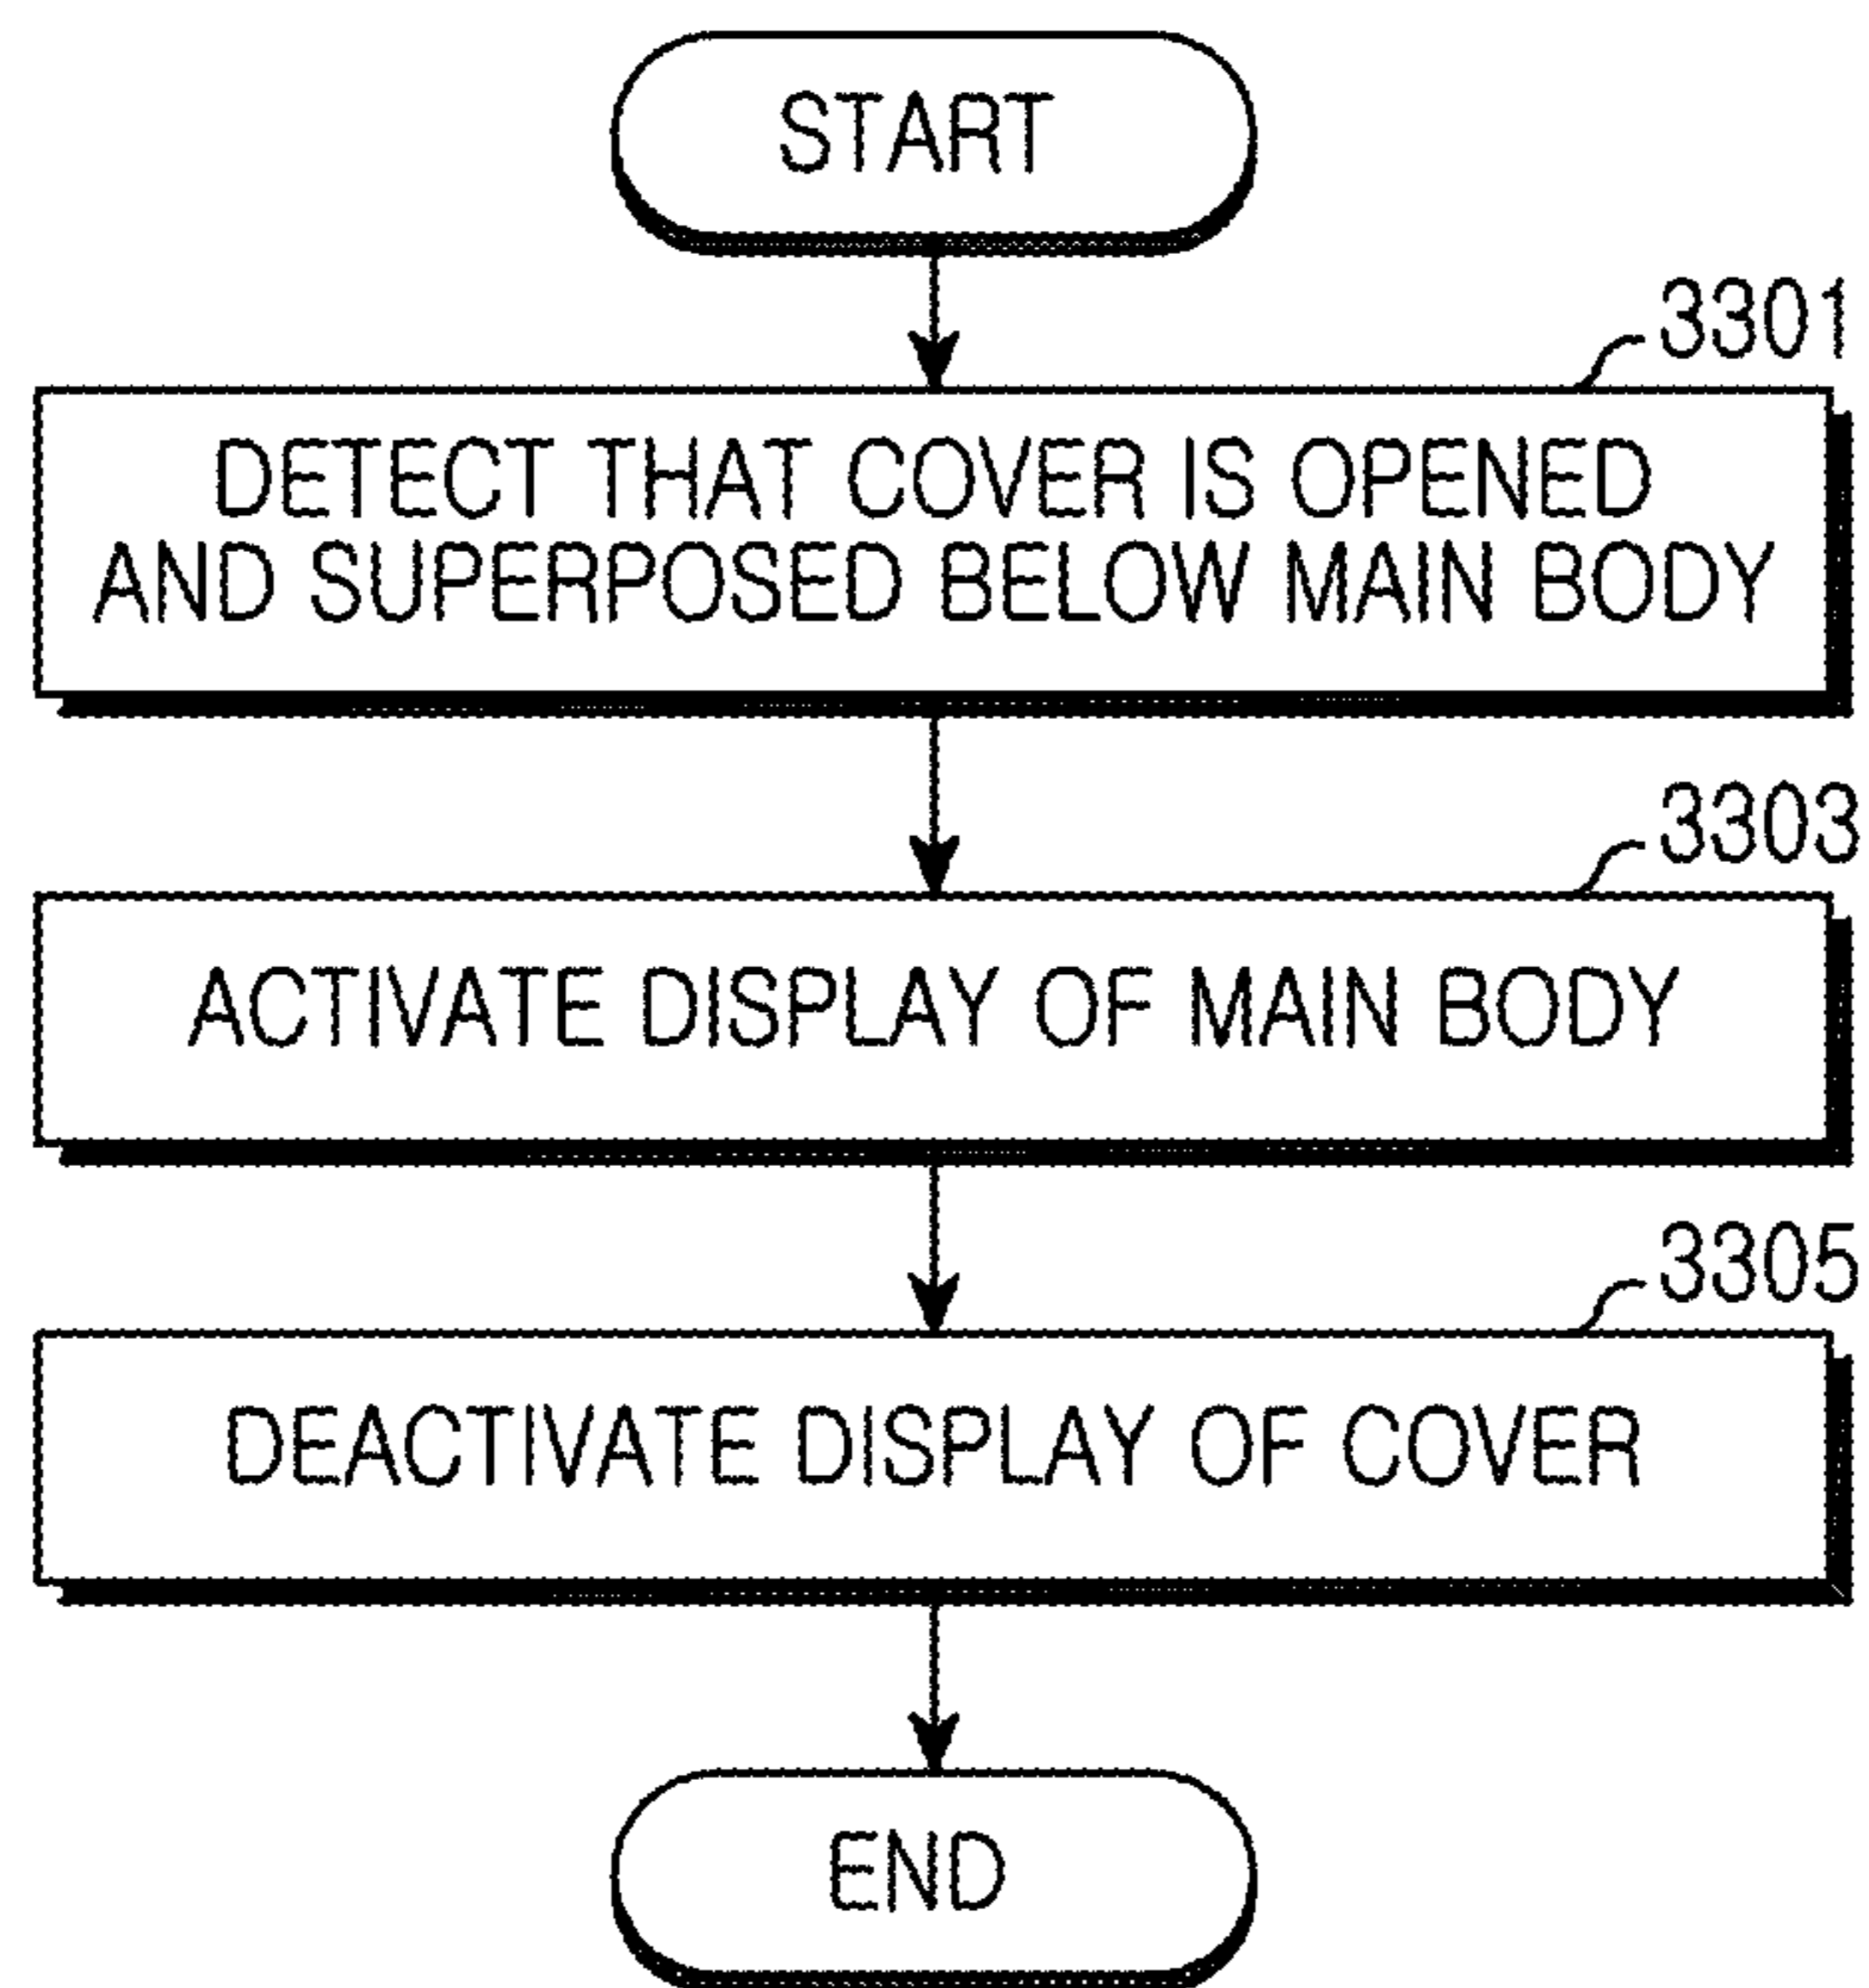 START
3301
DETECT THAT COVER IS OPENED
AND SUPERPOSED BELOW MAIN BODY
3303
ACTIVATE DISPLAY OF MAIN BODY
3305
DEACTIVATE DISPLAY OF COVER
END